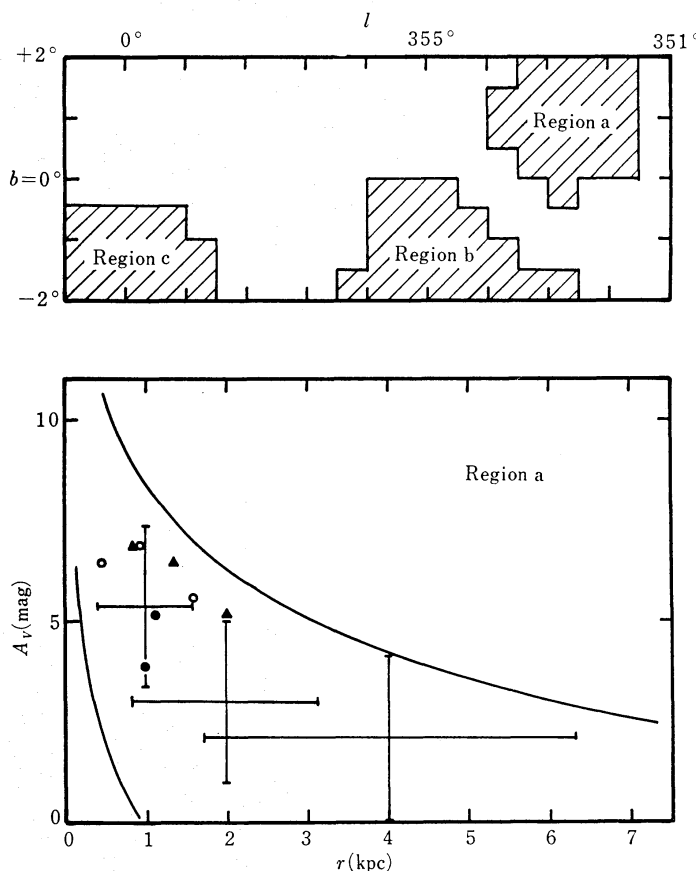 l
0° 355° 351°
+2°
Region a
b=0°
Region c
Region b
−2°
10
Region a
A_v(mag)
5
0
0 1 2 3 4 5 6 7
r(kpc)